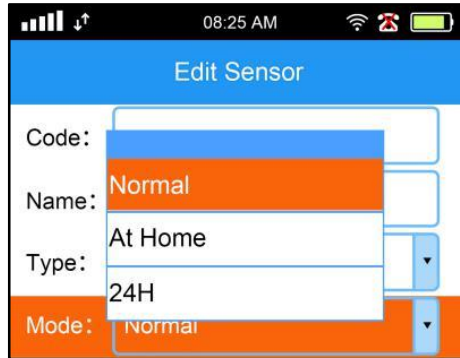 08:25 AM
Edit Sensor
Code:
Name:
Normal
At Home
Type:
24H
Mode: Normal